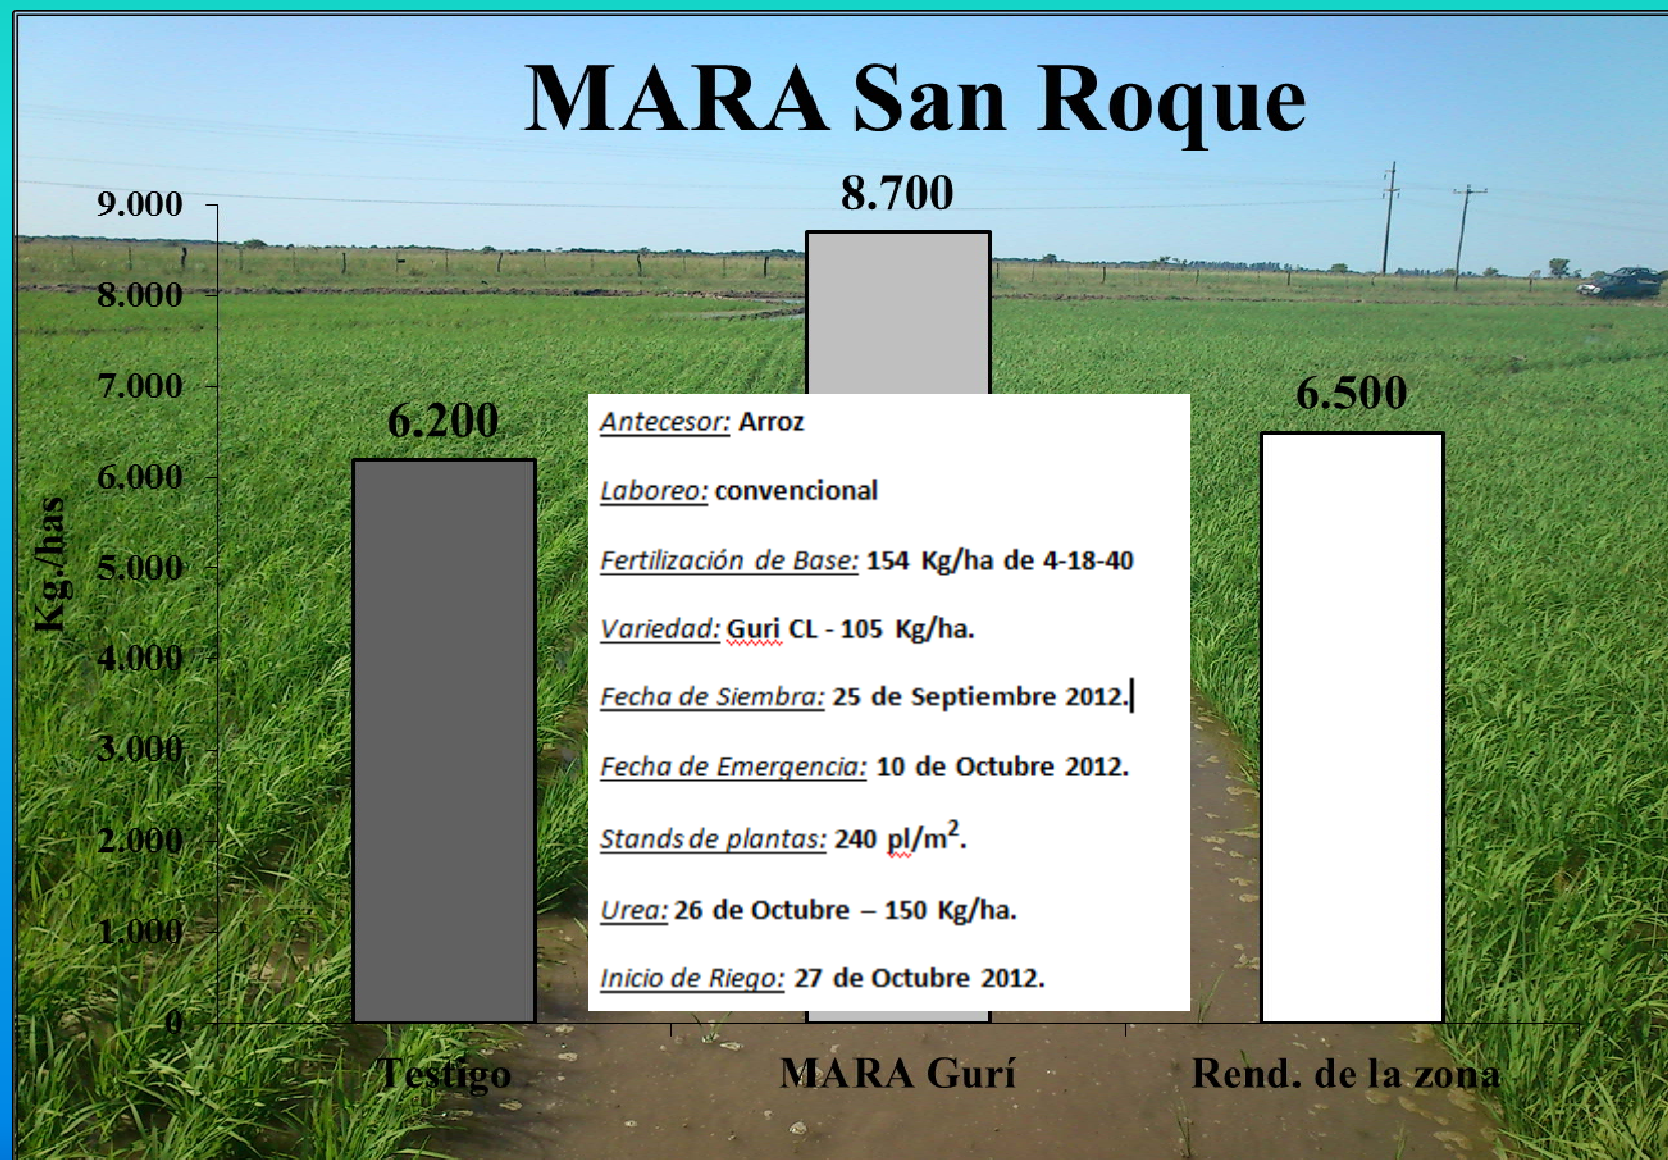 MARA San Roque
8.700
9.000
8.000
7.000
6.000
5.000
4.000
3.000
2.000
1.000
0
Kg./has
6.200
6.500
Antecesor: Arroz
Laboreo: convencional
Fertilización de Base: 154 Kg/ha de 4-18-40
Variedad: Guri CL - 105 Kg/ha.
Fecha de Siembra: 25 de Septiembre 2012.
Fecha de Emergencia: 10 de Octubre 2012.
Stands de plantas: 240 pl/m².
Urea: 26 de Octubre – 150 Kg/ha.
Inicio de Riego: 27 de Octubre 2012.
Testigo
MARA Gurí
Rend. de la zona